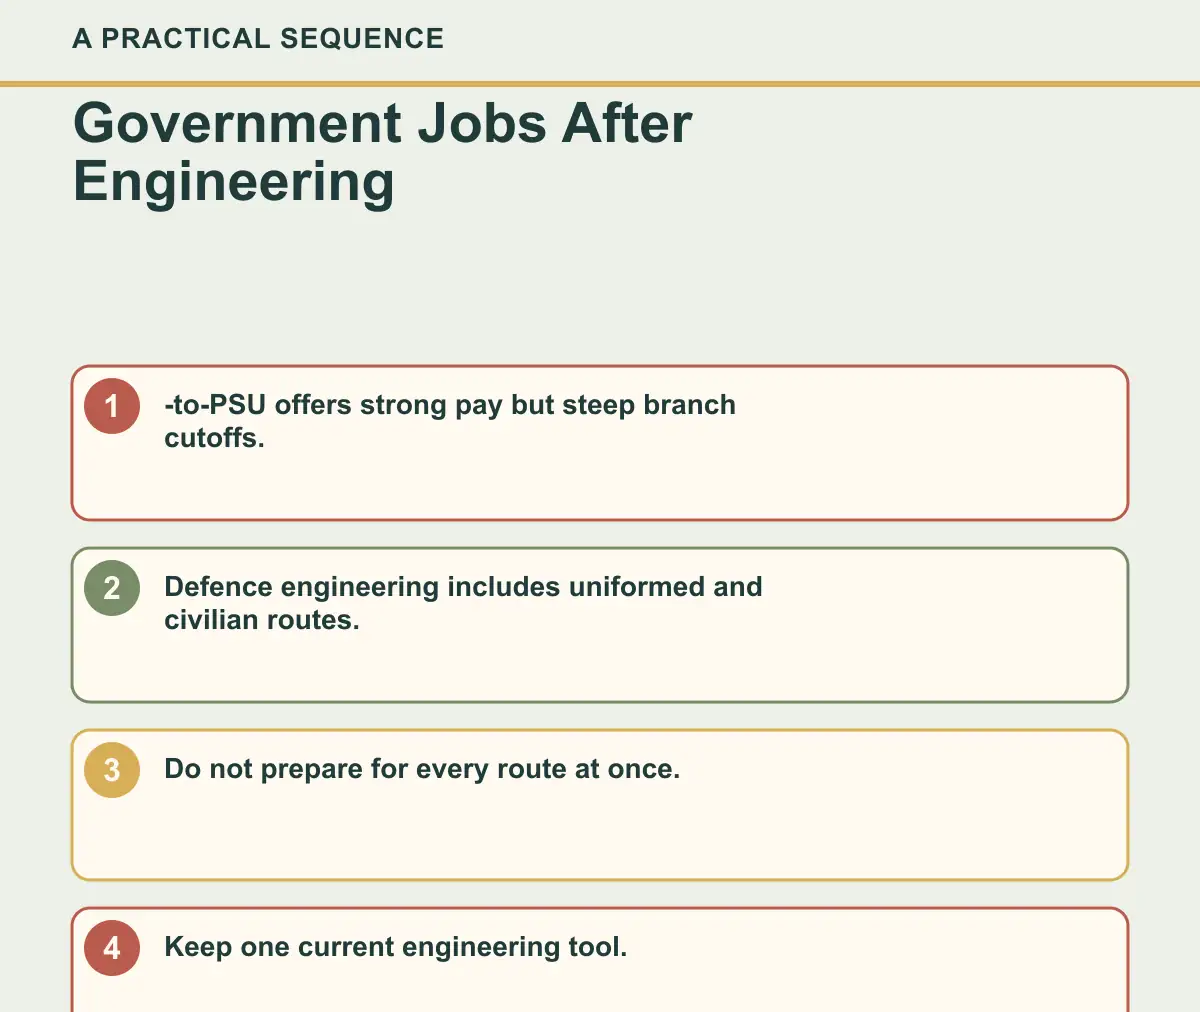 A PRACTICAL SEQUENCE
Government Jobs After
Engineering
1
-to-PSU offers strong pay but steep branch
cutoffs.
2
Defence engineering includes uniformed and
civilian routes.
3
Do not prepare for every route at once.
4
Keep one current engineering tool.